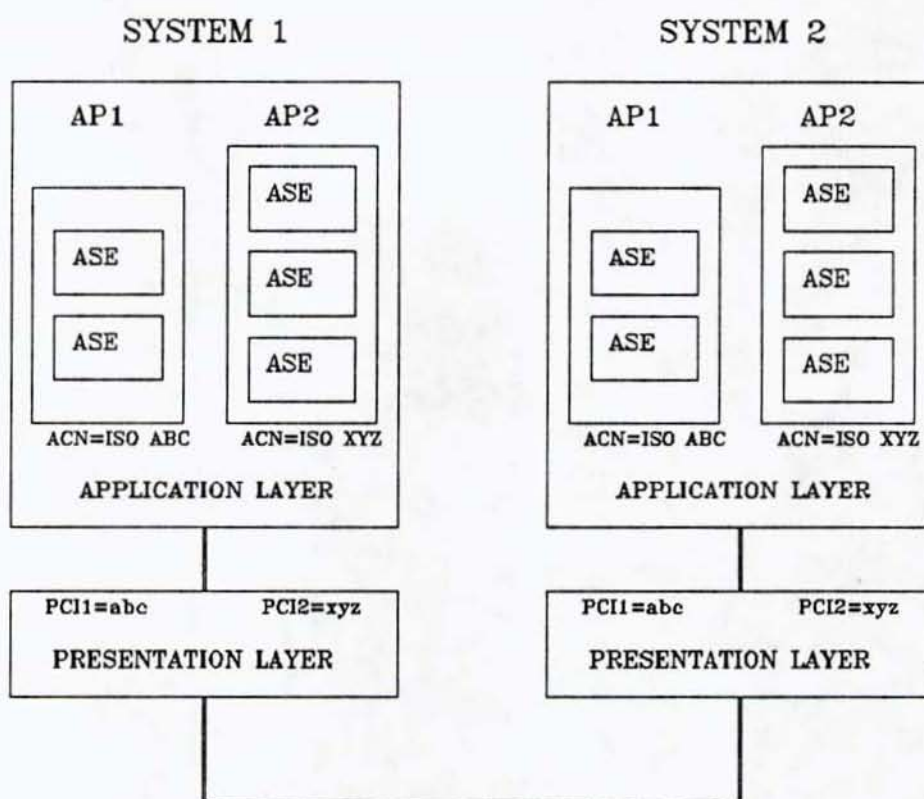 SYSTEM 1
AP1 AP2
ASE
ASE
ASE
ASE
ASE
ACN=ISO ABC ACN=ISO XYZ
APPLICATION LAYER
PCI1=abc PCI2=xyz
PRESENTATION LAYER
SYSTEM 2
AP1 AP2
ASE
ASE
ASE
ASE
ASE
ACN=ISO ABC ACN=ISO XYZ
APPLICATION LAYER
PCI1=abc PCI2=xyz
PRESENTATION LAYER